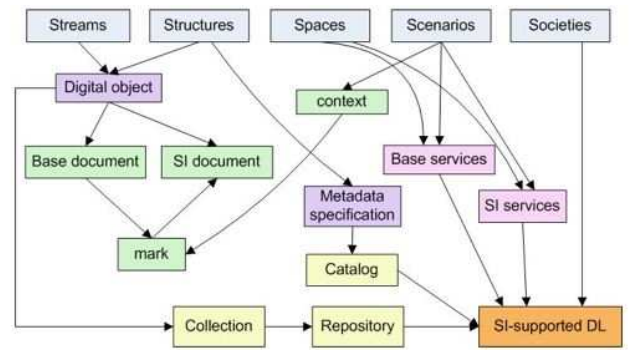 Streams
Structures
Spaces
Scenarios
Societies
Digital object
context
Base document
SI document
Base services
Metadata
specification
SI services
mark
Catalog
Collection
Repository
SI-supported DL